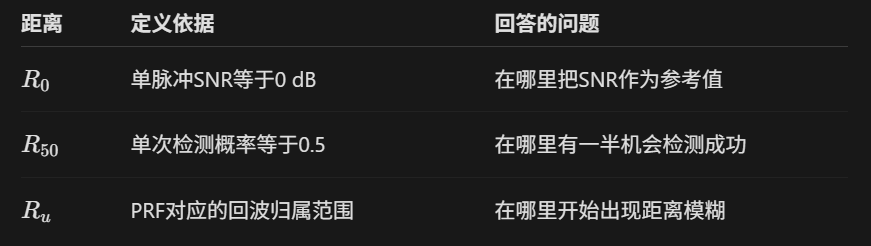 距离 定义依据 回答的问题
R₀ 单脉冲SNR等于0 dB 在哪里把SNR作为参考值
R₅₀ 单次检测概率等于0.5 在哪里有一半机会检测成功
Rᵤ PRF对应的回波归属范围 在哪里开始出现距离模糊